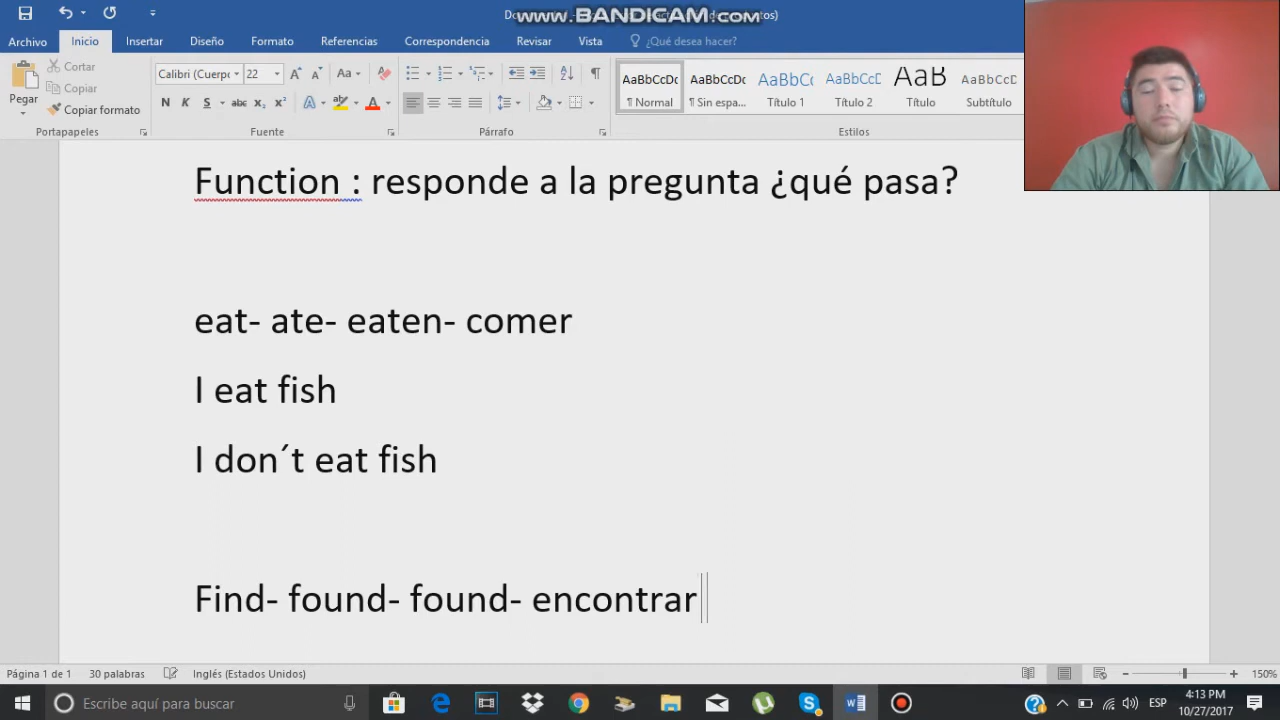 www.BANDICAM.com
Archivo Inicio Insertar Diseño Formato Referencias Correspondencia Revisar Vista ¿Qué desea hacer?
Pegar
Cortar
Copiar
Copiar formato
Portapapeles
Calibri (Cuerpo 22
Fuente
Párrafo
AaBbCcDc AaBbCcDc AaBbC AaBbCcD AaB AaBbCcD
¶ Normal ¶ Sin espa... Título 1 Título 2 Título Subtítulo
Estilos
Function : responde a la pregunta ¿qué pasa?
eat- ate- eaten- comer
I eat fish
I don´t eat fish
Find- found- found- encontrar
Página 1 de 1 30 palabras Inglés (Estados Unidos) 150%
Escribe aquí para buscar
ESP
4:13 PM
10/27/2017